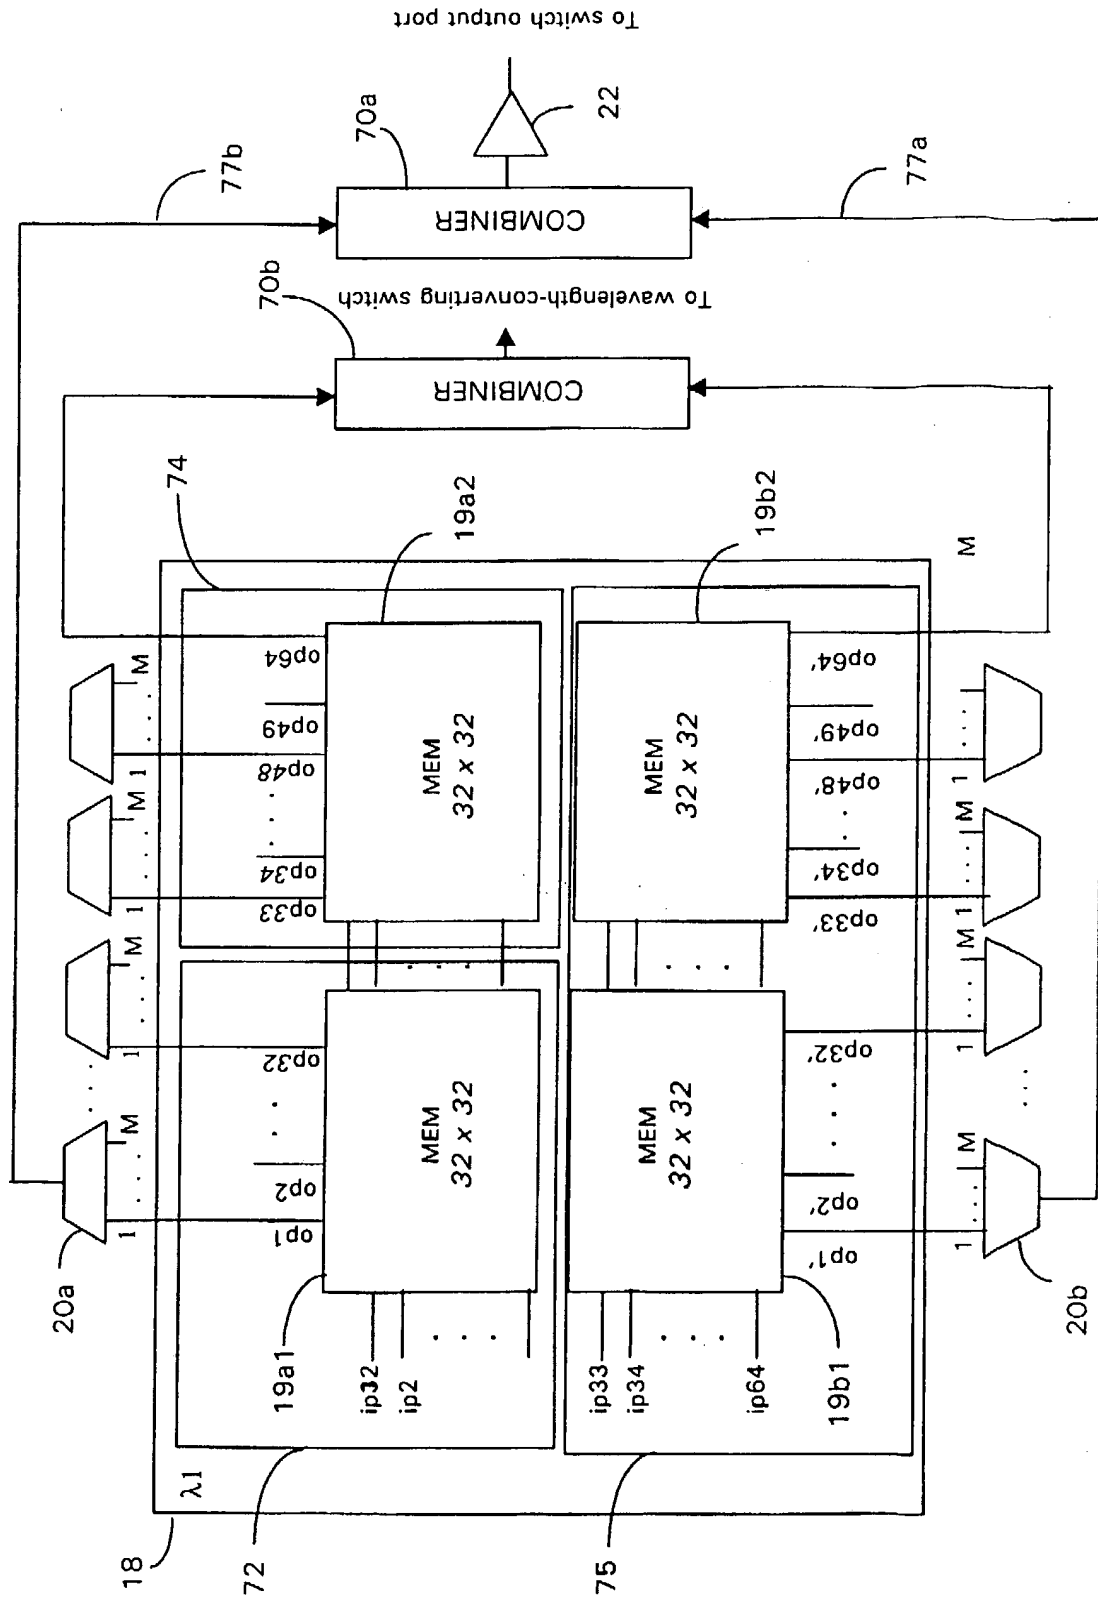 18
λ1
72
75
19a1
19b1
ip32
ip2
. . .
ip33
ip34
. . .
ip64
MEM
32 x 32
MEM
32 x 32
MEM
32 x 32
MEM
32 x 32
op1
op2
. . .
op32
op33
op34
. . .
op48
op49
op64
op1'
op2'
. . .
op32'
op33'
op34'
. .
op48'
op49'
op64'
20a
1 . . . M
. . .
1 . . . M
1 . . . M
1 . . . M
20b
1 . . . M
. . .
1 . . . M
1 . . . M
1 . . .
M
74
19a2
19b2
COMBINER
70b
To wavelength-converting switch
COMBINER
70a
77b
77a
22
To switch output port